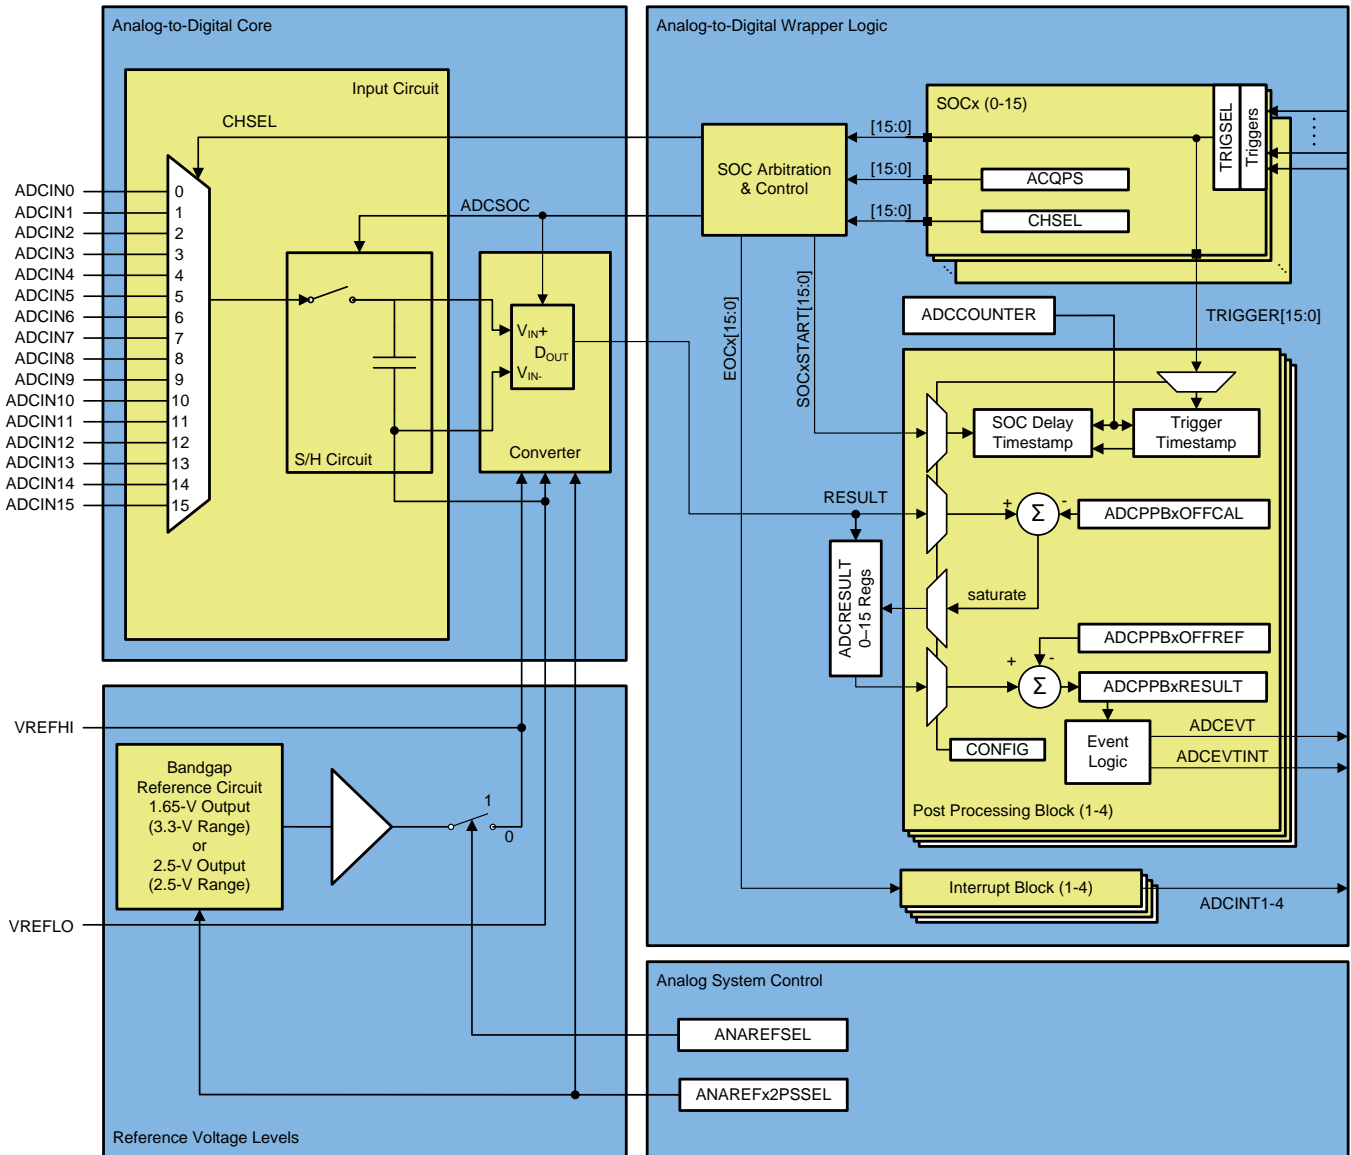 Analog-to-Digital Core
Input Circuit
CHSEL
ADCIN0
ADCIN1
ADCIN2
ADCIN3
ADCIN4
ADCIN5
ADCIN6
ADCIN7
ADCIN8
ADCIN9
ADCIN10
ADCIN11
ADCIN12
ADCIN13
ADCIN14
ADCIN15
0
1
2
3
4
5
6
7
8
9
10
11
12
13
14
15
ADCSOC
S/H Circuit
VIN+
DOUT
VIN-
Converter
Analog-to-Digital Wrapper Logic
SOC Arbitration
& Control
[15:0]
[15:0]
[15:0]
SOCx (0-15)
ACQPS
CHSEL
TRIGSEL
Triggers
EOCx[15:0]
SOCxSTART[15:0]
ADCCOUNTER
TRIGGER[15:0]
SOC Delay
Timestamp
Trigger
Timestamp
RESULT
+
Σ
-
ADCPPBxOFFCAL
ADCRESULT
0–15 Regs
saturate
ADCPPBxOFFREF
+
-
Σ
ADCPPBxRESULT
CONFIG
Event
Logic
ADCEVT
ADCEVTINT
Post Processing Block (1-4)
Interrupt Block (1-4)
ADCINT1-4
VREFHI
Bandgap
Reference Circuit
1.65-V Output
(3.3-V Range)
or
2.5-V Output
(2.5-V Range)
1
0
VREFLO
Reference Voltage Levels
Analog System Control
ANAREFSEL
ANAREFx2PSSEL